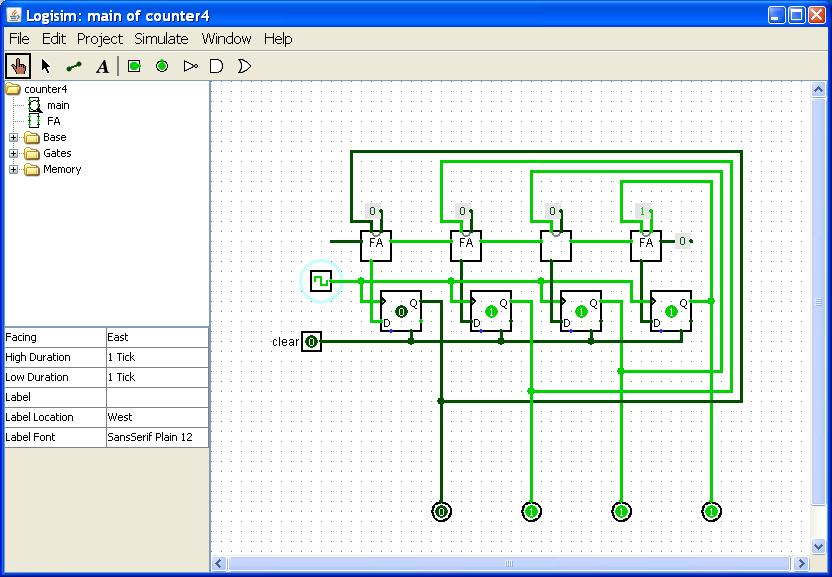 Logisim: main of counter4
File Edit Project Simulate Window Help
A
counter4
main
FA
Base
Gates
Memory
Facing East
High Duration 1 Tick
Low Duration 1 Tick
Label
Label Location West
Label Font SansSerif Plain 12
0 0 0 1
FA FA FA 0
0 Q 1 Q 1 Q 1 Q
D D D D
clear 0
0 1 1 1